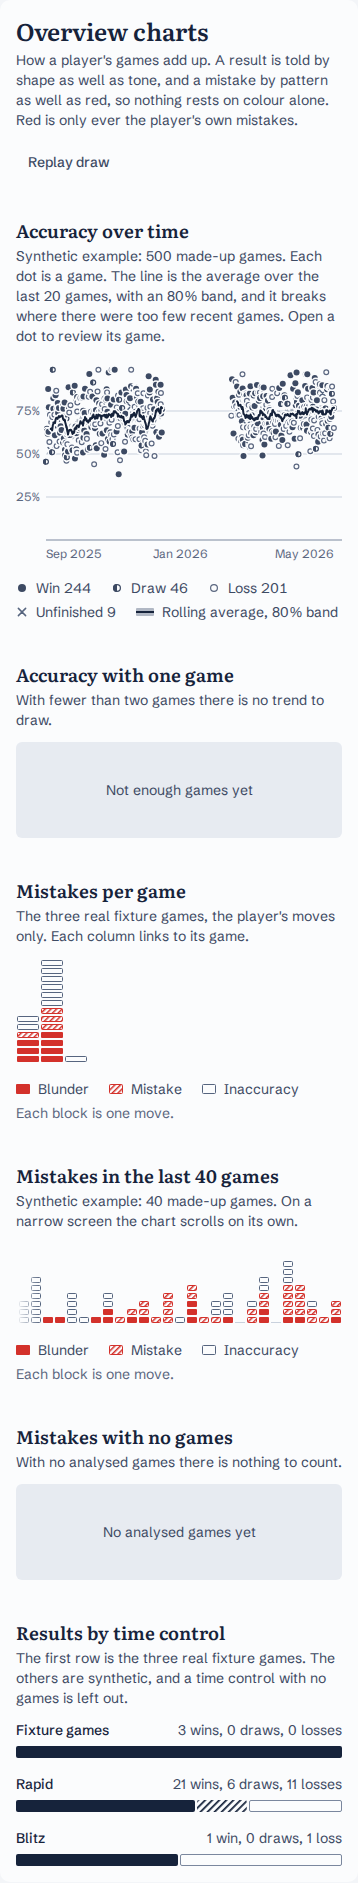 Overview charts
How a player's games add up. A result is told by
shape as well as tone, and a mistake by pattern
as well as red, so nothing rests on colour alone.
Red is only ever the player's own mistakes.
Replay draw
Accuracy over time
Synthetic example: 500 made-up games. Each
dot is a game. The line is the average over the
last 20 games, with an 80% band, and it breaks
where there were too few recent games. Open a
dot to review its game.
75%
50%
25%
Sep 2025 Jan 2026 May 2026
Win 244 Draw 46 Loss 201
Unfinished 9 Rolling average, 80% band
Accuracy with one game
With fewer than two games there is no trend to
draw.
Not enough games yet
Mistakes per game
The three real fixture games, the player's moves
only. Each column links to its game.
Blunder Mistake Inaccuracy
Each block is one move.
Mistakes in the last 40 games
Synthetic example: 40 made-up games. On a
narrow screen the chart scrolls on its own.
Blunder Mistake Inaccuracy
Each block is one move.
Mistakes with no games
With no analysed games there is nothing to count.
No analysed games yet
Results by time control
The first row is the three real fixture games. The
others are synthetic, and a time control with no
games is left out.
Fixture games 3 wins, 0 draws, 0 losses
Rapid 21 wins, 6 draws, 11 losses
Blitz 1 win, 0 draws, 1 loss